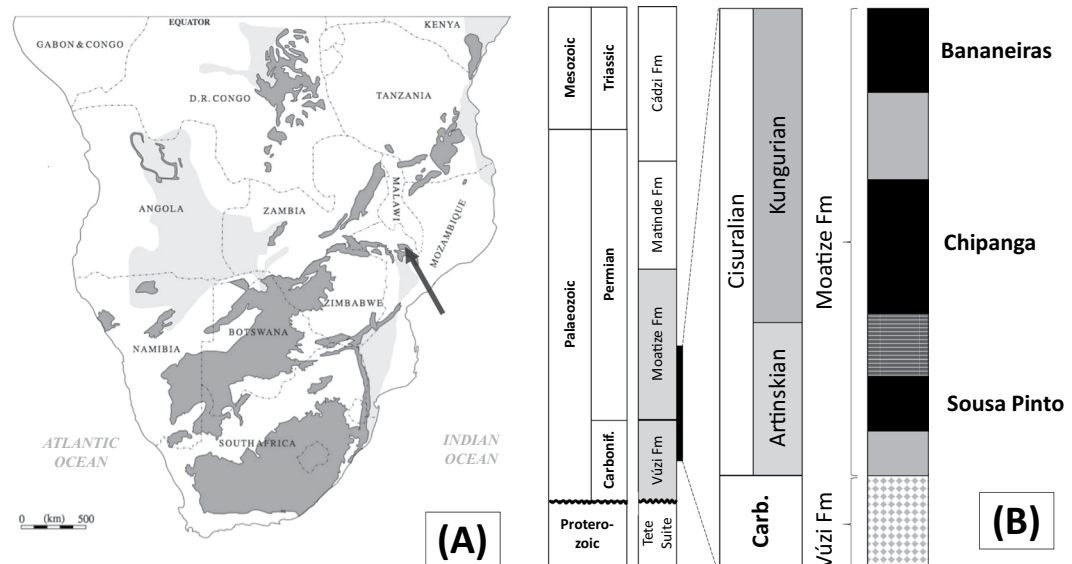 EQUATOR
KENYA
GABON & CONGO
D.R. CONGO
TANZANIA
ANGOLA
ZAMBIA
MALAWI
MOZAMBIQUE
ZIMBABWE
BOTSWANA
NAMIBIA
SOUTH AFRICA
ATLANTIC
OCEAN
INDIAN
OCEAN
0 (km) 500
(A)
Mesozoic
Triassic
Cádzi Fm
Palaeozoic
Permian
Matinde Fm
Moatize Fm
Carbonif.
Vúzi Fm
Protero-
zoic
Tete
Suite
Cisuralian
Kungurian
Artinskian
Carb.
Moatize Fm
Vúzi Fm
Bananeiras
Chipanga
Sousa Pinto
(B)